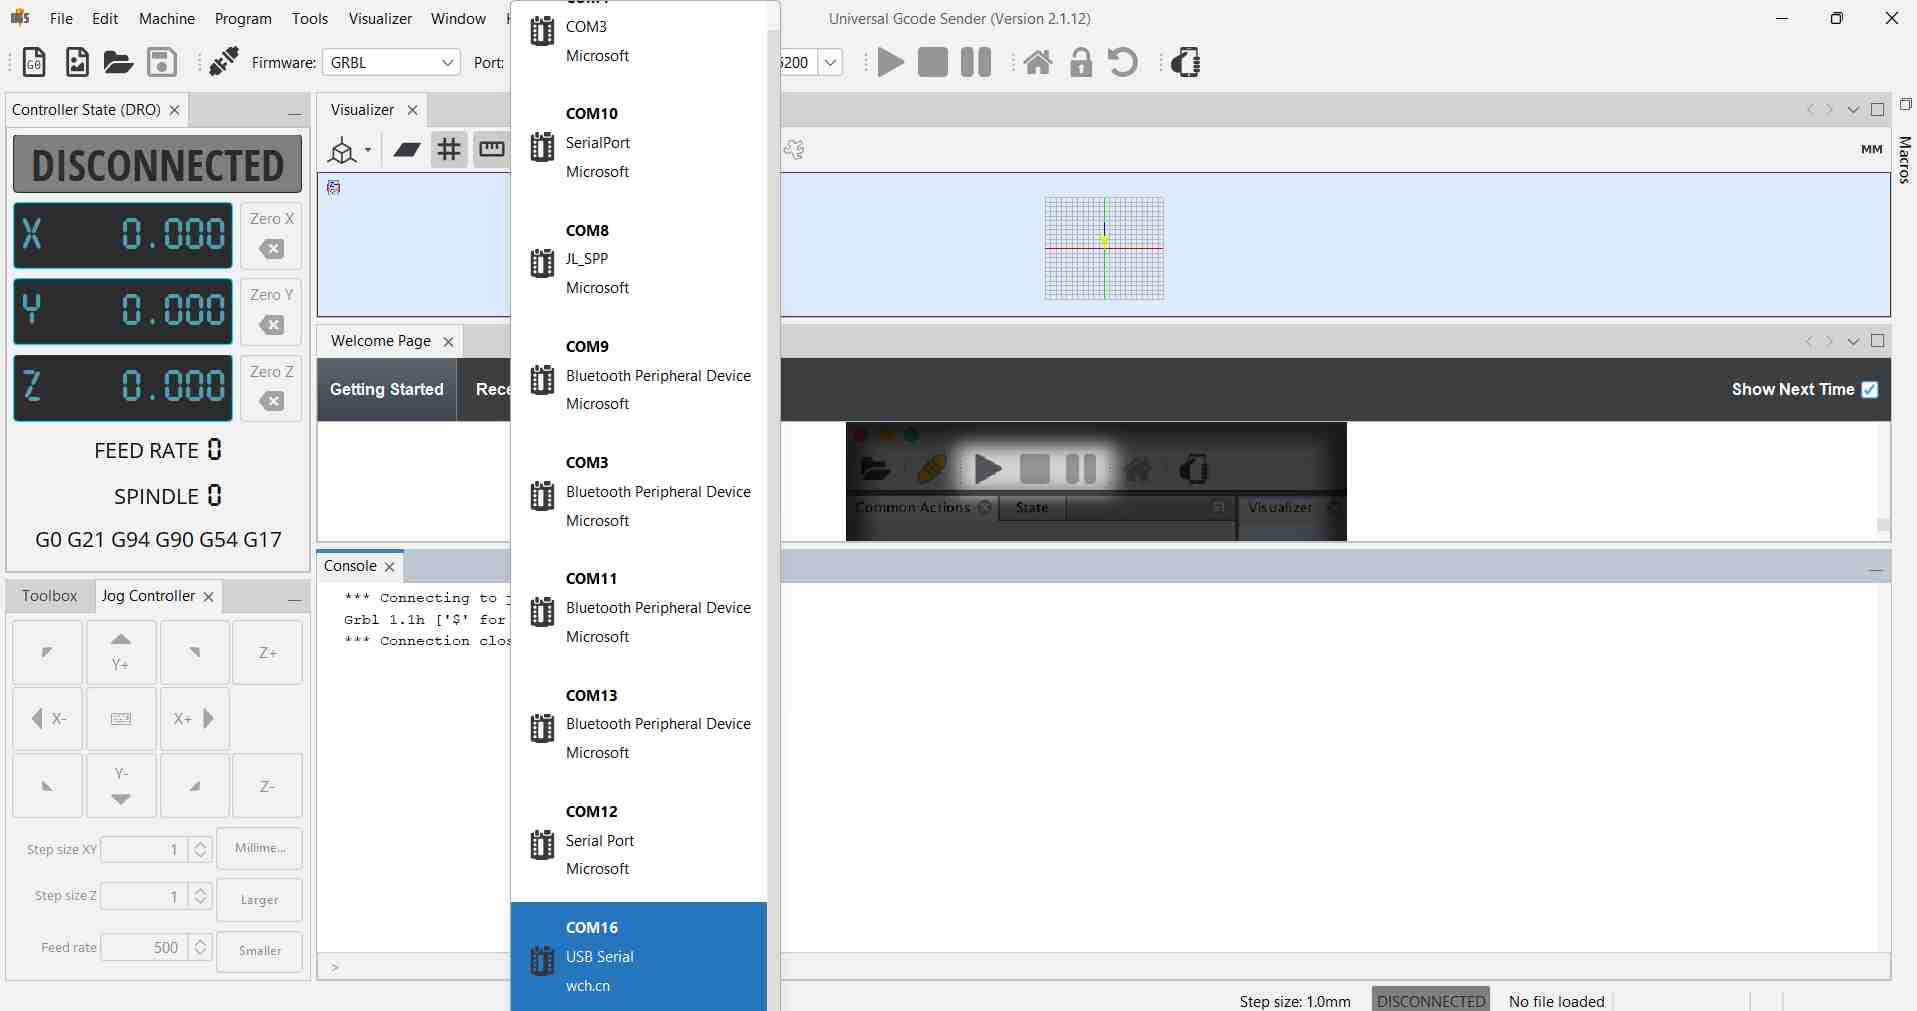 File Edit Machine Program Tools Visualizer Window
Universal Gcode Sender (Version 2.1.12)
Firmware: GRBL Port:
200
Controller State (DRO)
DISCONNECTED
X 0.000 Zero X
Y 0.000 Zero Y
Z 0.000 Zero Z
FEED RATE 0
SPINDLE 0
G0 G21 G94 G90 G54 G17
Toolbox Jog Controller
Y+ Z+
X- X+
Y- Z-
Step size XY 1 Millime...
Step size Z 1 Larger
Feed rate 500 Smaller
COM3
Microsoft
COM10
SerialPort
Microsoft
COM8
JL_SPP
Microsoft
COM9
Bluetooth Peripheral Device
Microsoft
COM3
Bluetooth Peripheral Device
Microsoft
COM11
Bluetooth Peripheral Device
Microsoft
COM13
Bluetooth Peripheral Device
Microsoft
COM12
Serial Port
Microsoft
COM16
USB Serial
wch.cn
Visualizer
MM
Macros
Welcome Page
Getting Started Rece
Show Next Time
Common Actions State Visualizer
Console
*** Connecting to
Grbl 1.1h ['$' for
*** Connection clos
>
Step size: 1.0mm DISCONNECTED No file loaded